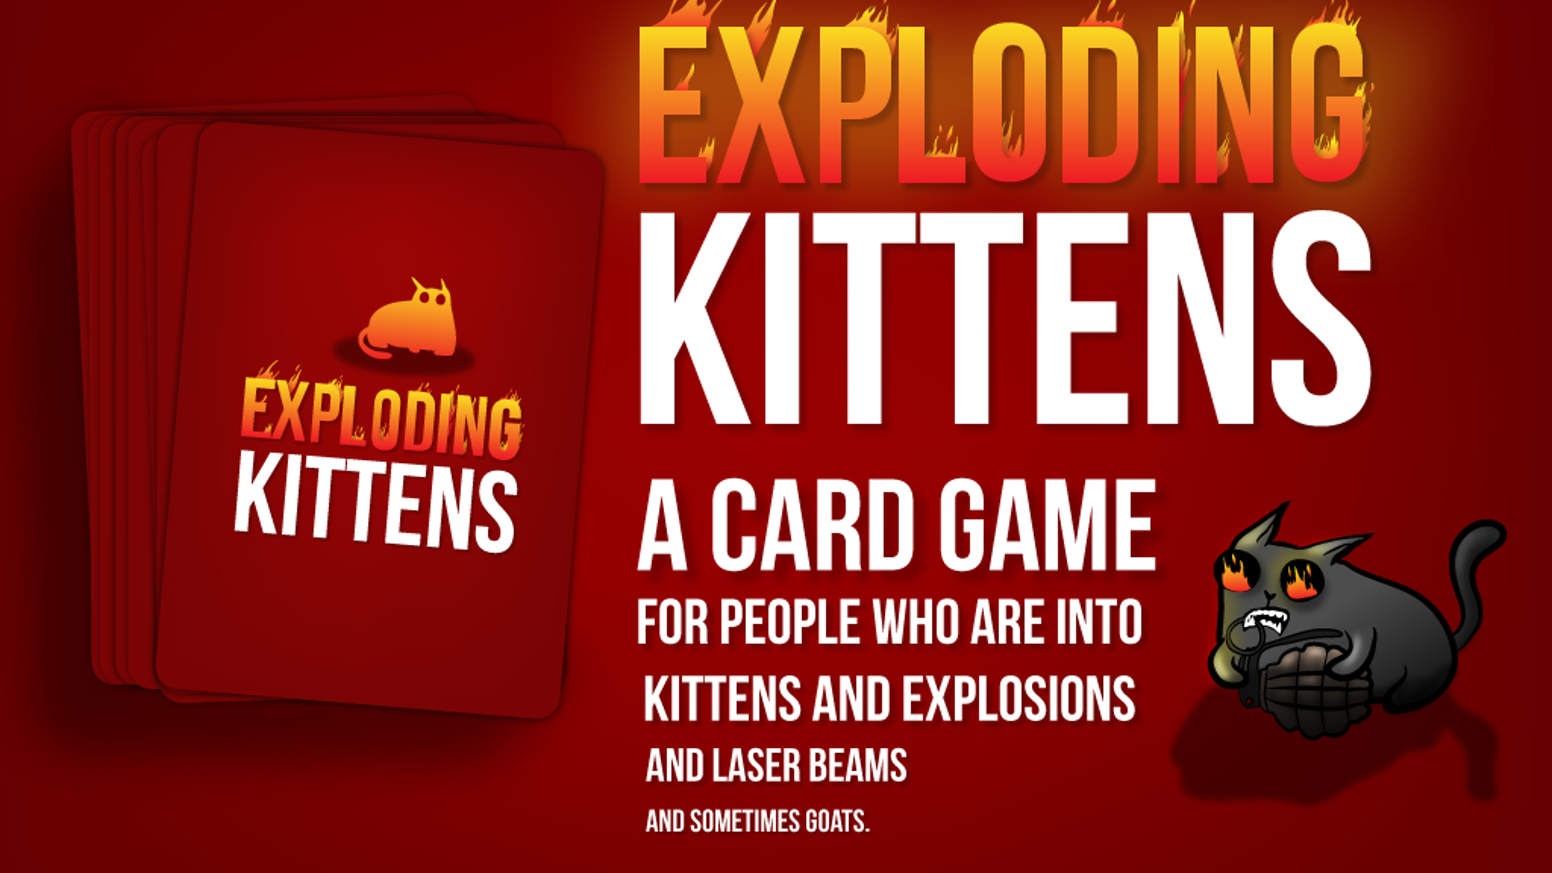 EXPLODING
KITTENS
EXPLODING
KITTENS
A CARD GAME
FOR PEOPLE WHO ARE INTO
KITTENS AND EXPLOSIONS
AND LASER BEAMS
AND SOMETIMES GOATS.